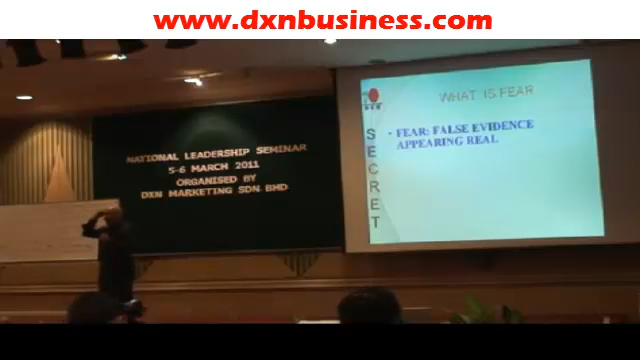 www.dxnbusiness.com
NATIONAL LEADERSHIP SEMINAR
5-6 MARCH 2011
ORGANISED BY
DXN MARKETING SDN BHD
DXN
WHAT IS FEAR
SECRET
• FEAR: FALSE EVIDENCE
APPEARING REAL